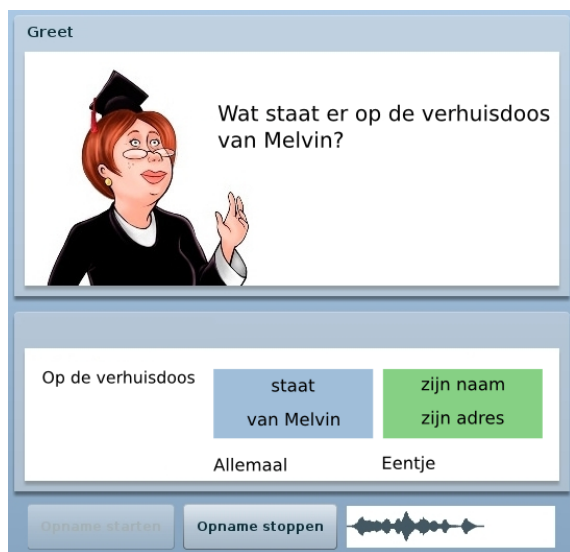 Greet
Wat staat er op de verhuisdoos
van Melvin?
Op de verhuisdoos
staat
van Melvin
zijn naam
zijn adres
Allemaal
Eentje
Opname starten
Opname stoppen